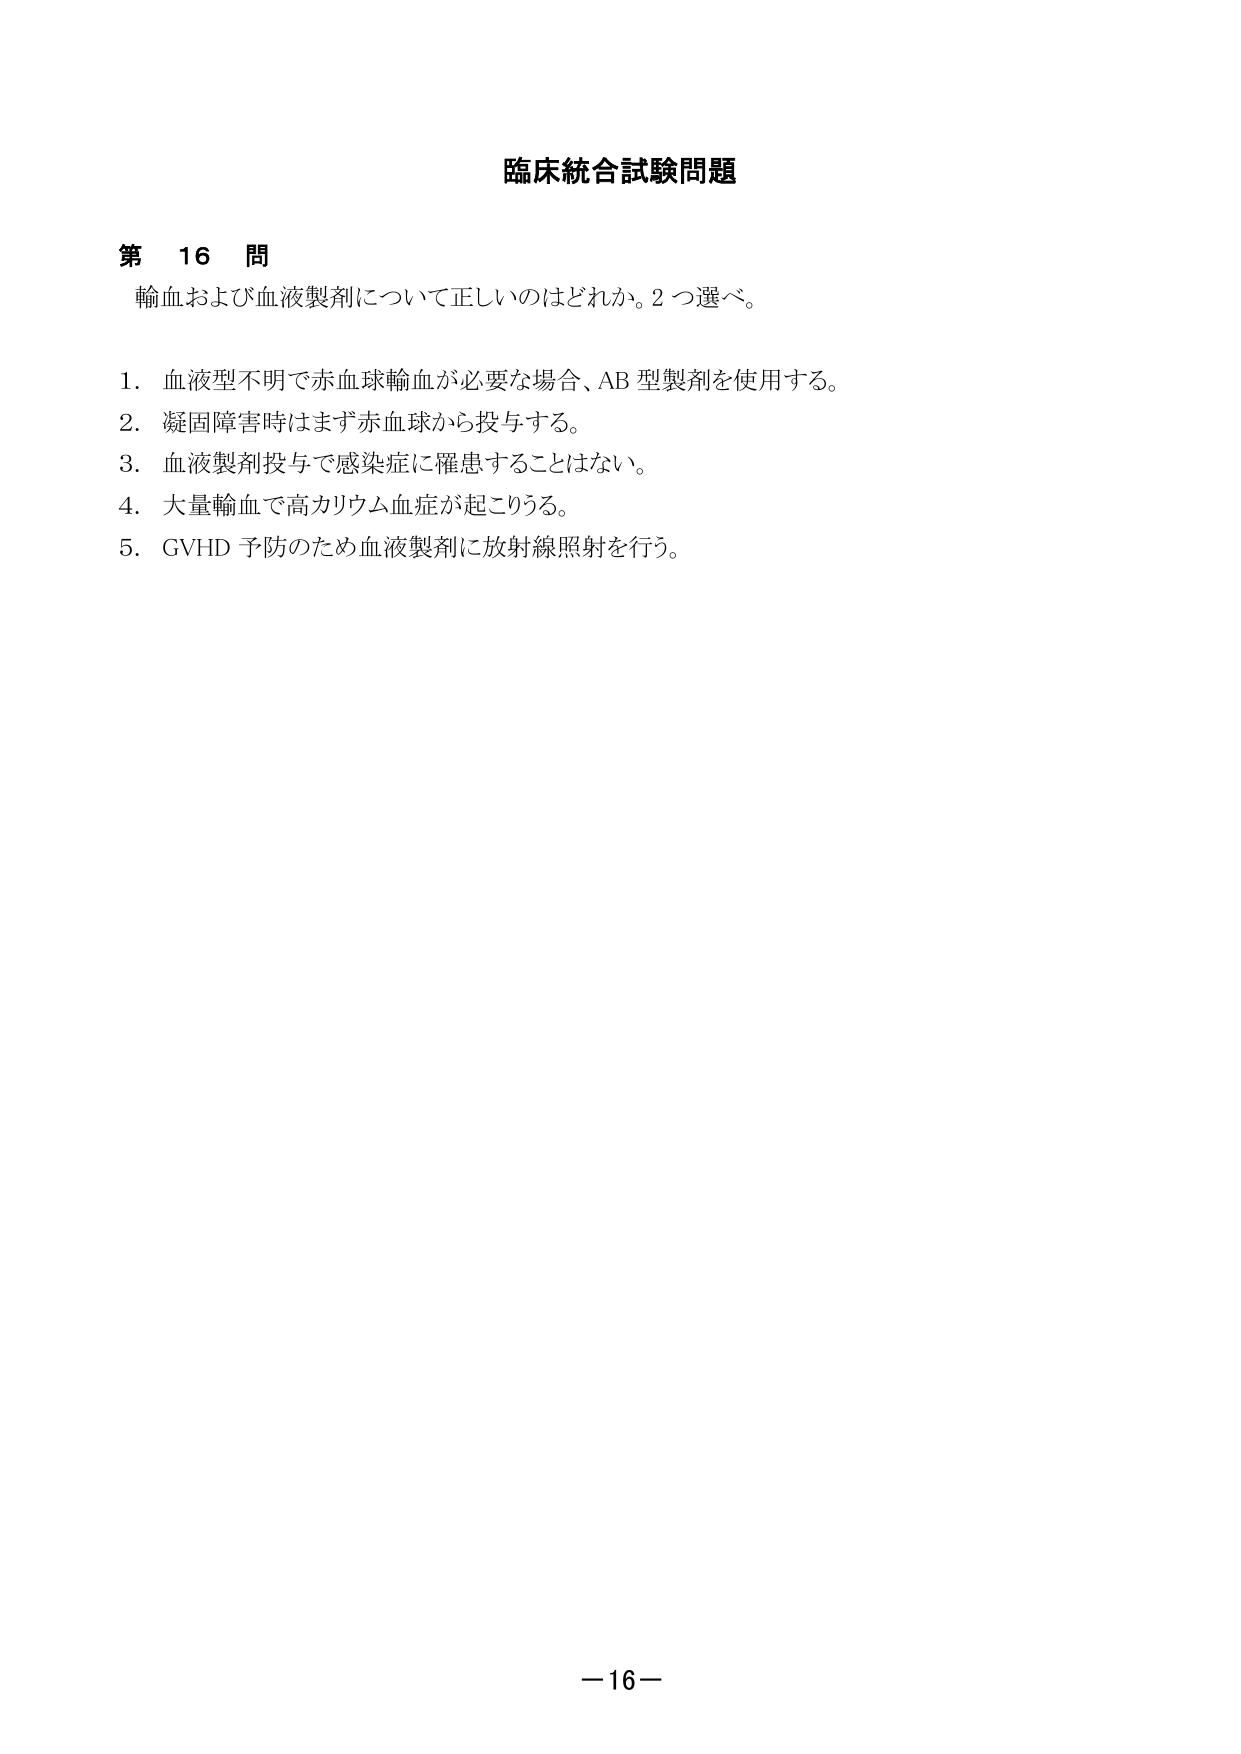 臨床統合試験問題
第 16 問
輸血および血液製剤について正しいのはどれか。2つ選べ。
1. 血液型不明で赤血球輸血が必要な場合、AB型製剤を使用する。
2. 凝固障害時はまず赤血球から投与する。
3. 血液製剤投与で感染症に罹患することはない。
4. 大量輸血で高カリウム血症が起こりうる。
5. GVHD 予防のため血液製剤に放射線照射を行う。
－16－